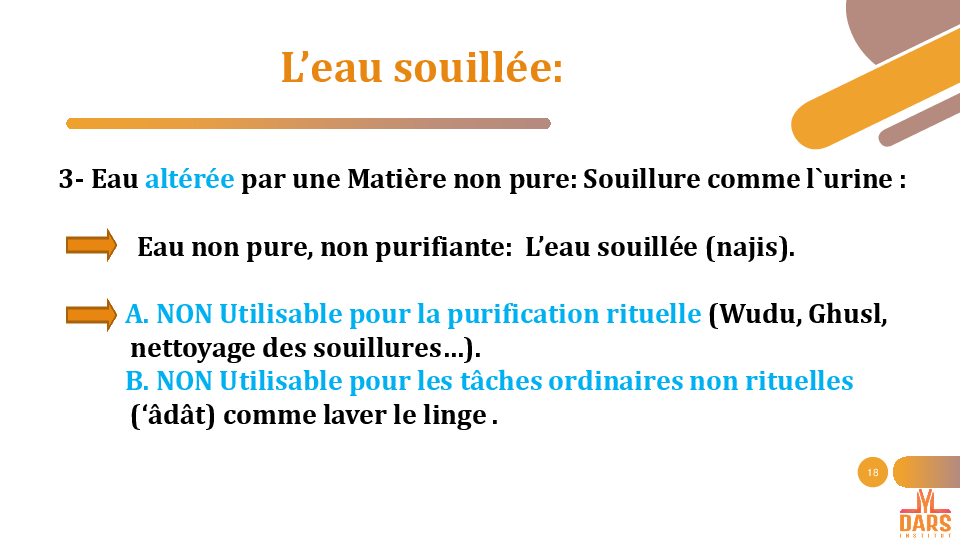 L’eau souillée:
3- Eau altérée par une Matière non pure: Souillure comme l`urine :
Eau non pure, non purifiante:  L’eau souillée (najis).
A. NON Utilisable pour la purification rituelle (Wudu, Ghusl,
nettoyage des souillures…).
B. NON Utilisable pour les tâches ordinaires non rituelles
(‘âdât) comme laver le linge .
18
DARS
INSTITUT